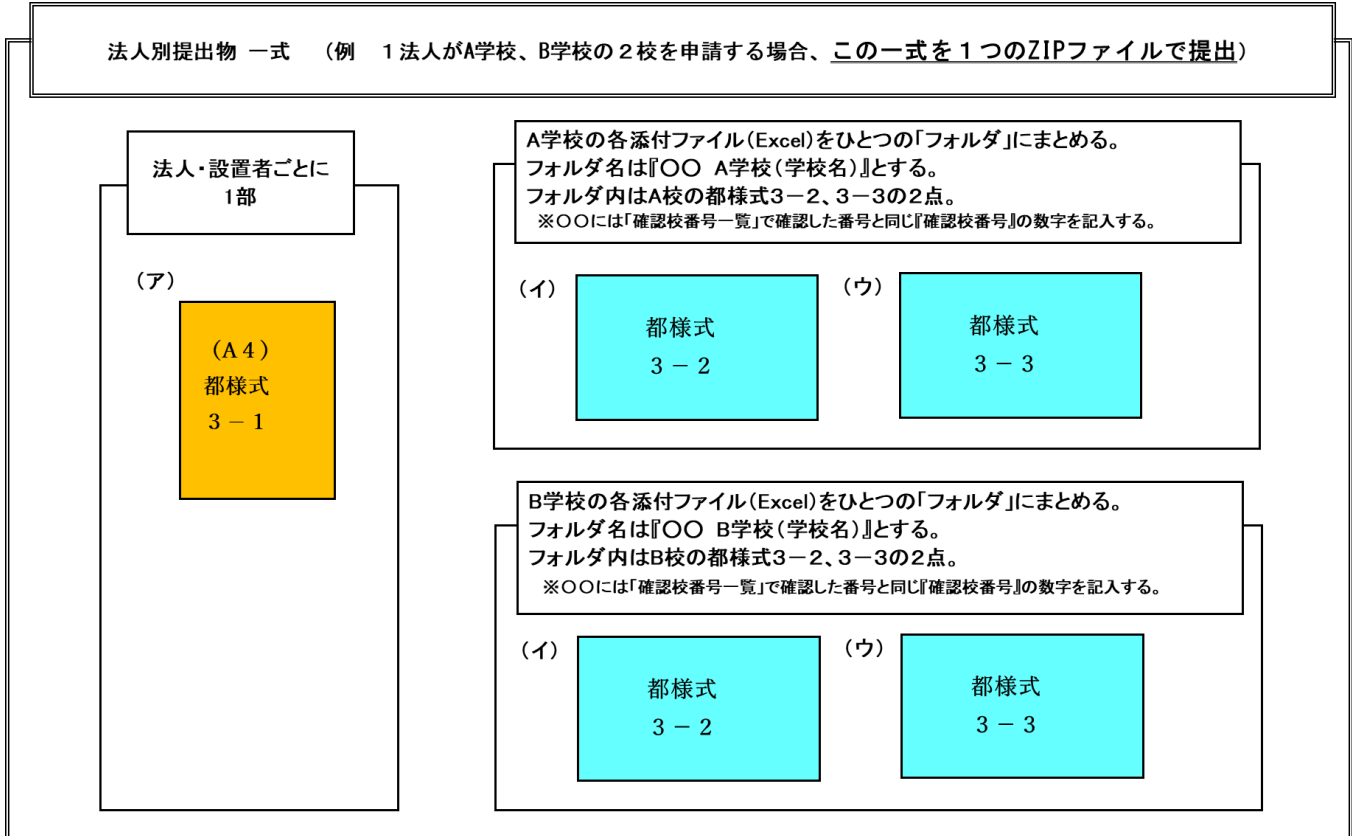 法人別提出物 一式　（例　１法人がA学校、B学校の２校を申請する場合、この一式を１つのZIPファイルで提出）
法人・設置者ごとに
1部
（ア）
（A４）
都様式
３－１
A学校の各添付ファイル（Excel）をひとつの「フォルダ」にまとめる。
フォルダ名は『〇〇 A学校（学校名）』とする。
フォルダ内はA校の都様式3－2、3－3の2点。
※〇〇には「確認校番号一覧」で確認した番号と同じ『確認校番号』の数字を記入する。
（イ）
都様式
３－２
（ウ）
都様式
３－３
B学校の各添付ファイル（Excel）をひとつの「フォルダ」にまとめる。
フォルダ名は『〇〇 B学校（学校名）』とする。
フォルダ内はB校の都様式3－2、3－3の2点。
※〇〇には「確認校番号一覧」で確認した番号と同じ『確認校番号』の数字を記入する。
（イ）
都様式
３－２
（ウ）
都様式
３－３